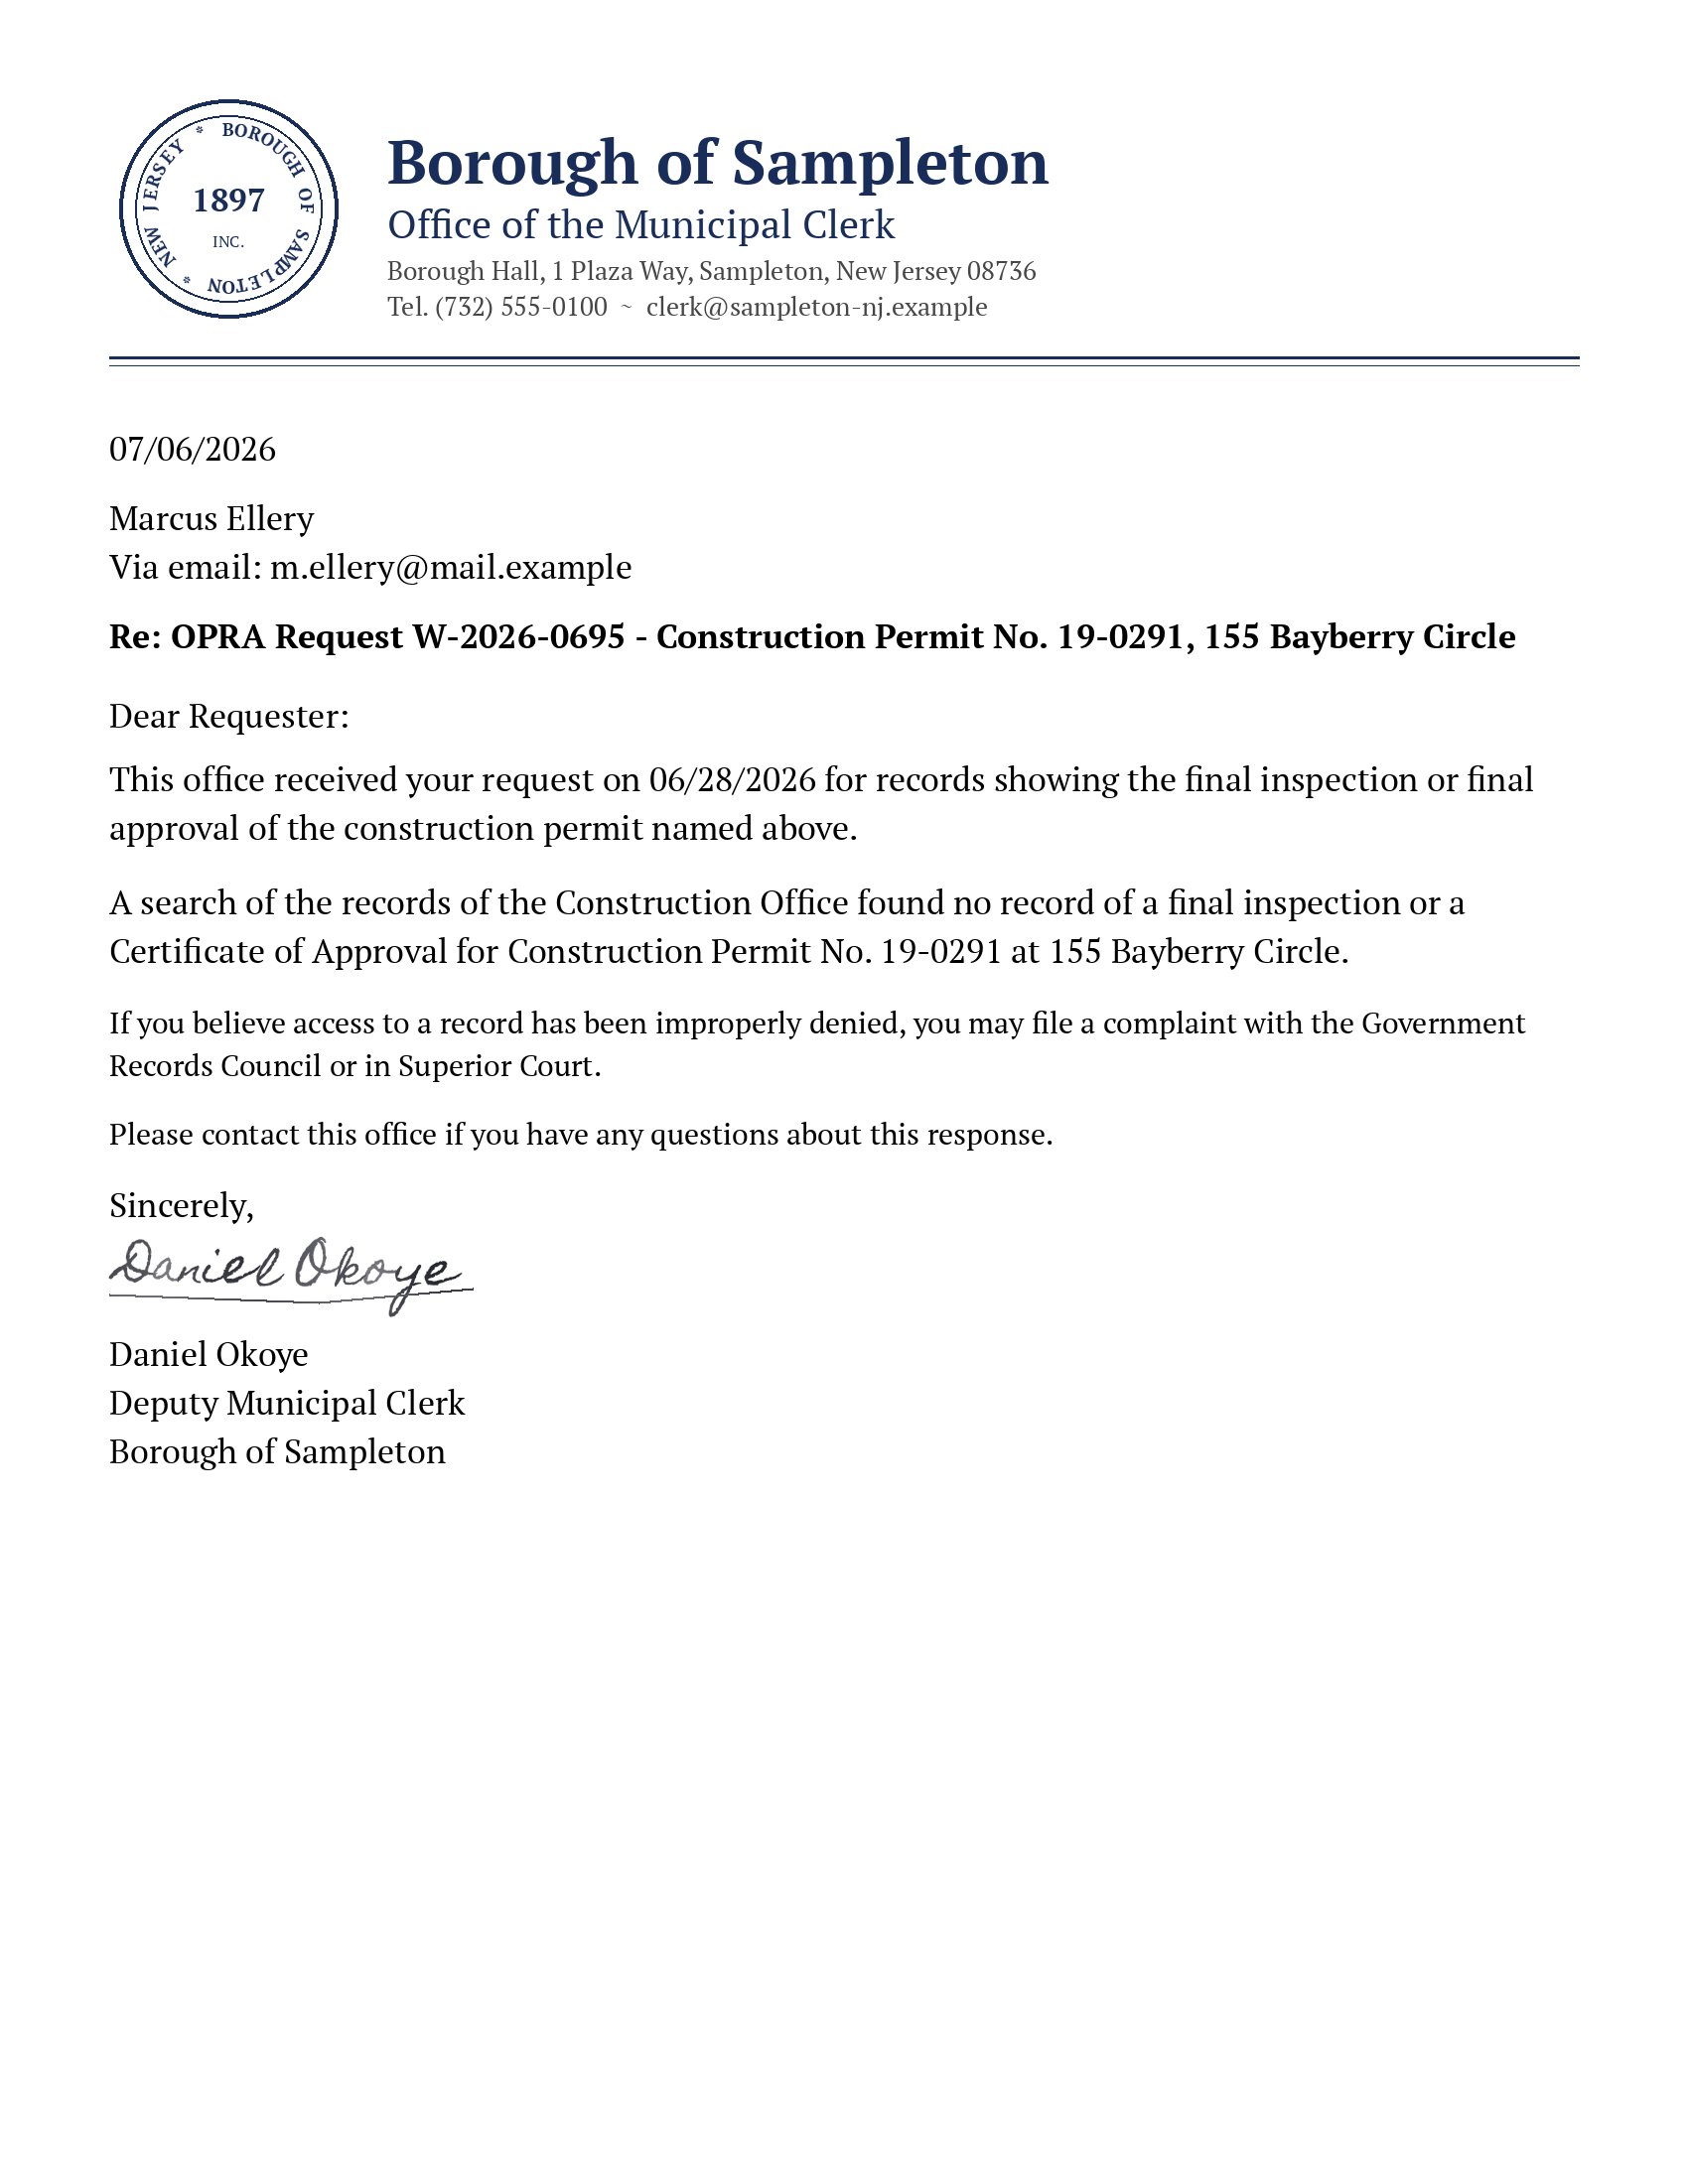 BOROUGH OF SAMPLETON * NEW JERSEY *
1897
INC.
Borough of Sampleton
Office of the Municipal Clerk
Borough Hall, 1 Plaza Way, Sampleton, New Jersey 08736
Tel. (732) 555-0100 ~ clerk@sampleton-nj.example
07/06/2026
Marcus Ellery
Via email: m.ellery@mail.example
Re: OPRA Request W-2026-0695 - Construction Permit No. 19-0291, 155 Bayberry Circle
Dear Requester:
This office received your request on 06/28/2026 for records showing the final inspection or final
approval of the construction permit named above.
A search of the records of the Construction Office found no record of a final inspection or a
Certificate of Approval for Construction Permit No. 19-0291 at 155 Bayberry Circle.
If you believe access to a record has been improperly denied, you may file a complaint with the Government
Records Council or in Superior Court.
Please contact this office if you have any questions about this response.
Sincerely,
Daniel Okoye
Daniel Okoye
Deputy Municipal Clerk
Borough of Sampleton